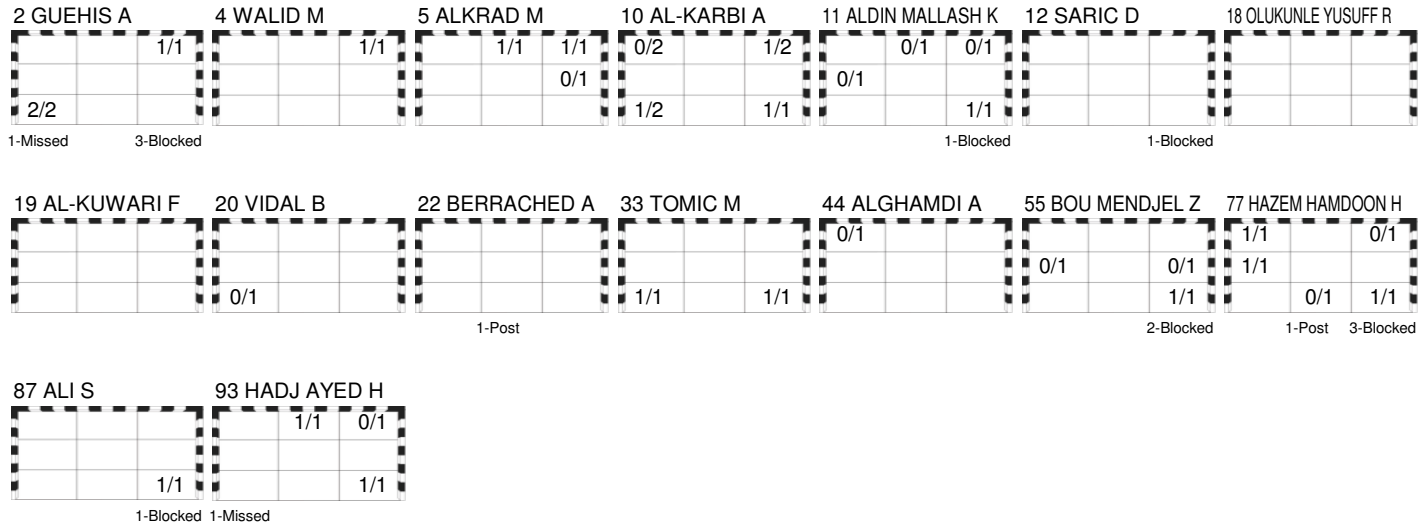 2 GUEHIS A 4 WALID M 5 ALKRAD M 10 AL-KARBI A 11 ALDIN MALLASH K 12 SARIC D 18 OLUKUNLE YUSUFF R
1/1 1/1 1/1 1/1 0/2 1/2 0/1 0/1
0/1 0/1
2/2 1/2 1/1 1/1
1-Missed 3-Blocked 1-Blocked 1-Blocked
19 AL-KUWARI F 20 VIDAL B 22 BERRACHED A 33 TOMIC M 44 ALGHAMDI A 55 BOU MENDJEL Z 77 HAZEM HAMDOON H
0/1 1/1 0/1
0/1 0/1 1/1
0/1 1/1 1/1 1/1 0/1 1/1
1-Post 2-Blocked 1-Post 3-Blocked
87 ALI S 93 HADJ AYED H
1/1 0/1
1/1 1/1
1-Blocked 1-Missed